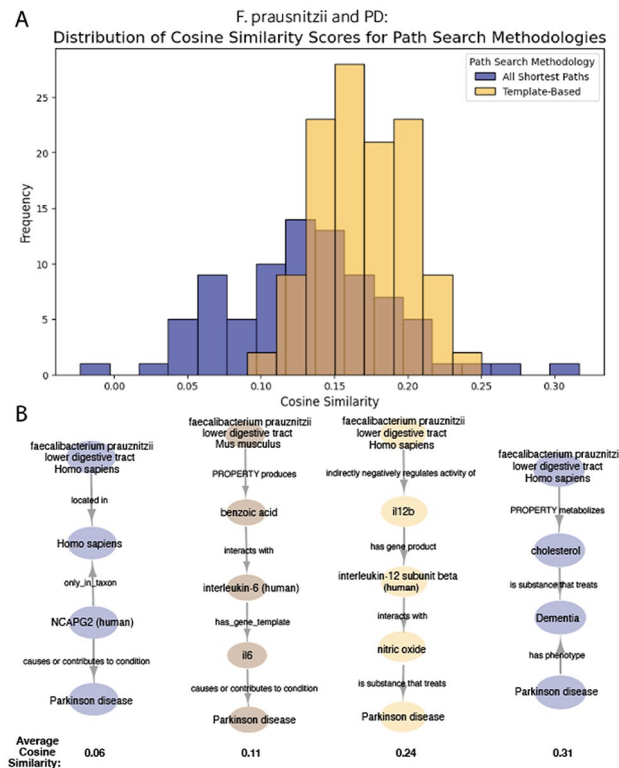 A
F. prausnitzii and PD:
Distribution of Cosine Similarity Scores for Path Search Methodologies
Path Search Methodology
All Shortest Paths
Template-Based
Frequency
25
20
15
10
5
0
0.00 0.05 0.10 0.15 0.20 0.25 0.30
Cosine Similarity
B
faecalibacterium prauznitzii
lower digestive tract
Homo sapiens
located in
Homo sapiens
only_in_taxon
NCAPG2 (human)
causes or contributes to condition
Parkinson disease
faecalibacterium prauznitzii
lower digestive tract
Mus musculus
PROPERTY produces
benzoic acid
interacts with
interleukin-6 (human)
has_gene_template
il6
causes or contributes to condition
Parkinson disease
faecalibacterium prauznitzii
lower digestive tract
Homo sapiens
indirectly negatively regulates activity of
il12b
has gene product
interleukin-12 subunit beta
(human)
interacts with
nitric oxide
is substance that treats
Parkinson disease
faecalibacterium prauznitzi
lower digestive tract
Homo sapiens
PROPERTY metabolizes
cholesterol
is substance that treats
Dementia
has phenotype
Parkinson disease
Average
Cosine
Similarity:
0.06 0.11 0.24 0.31